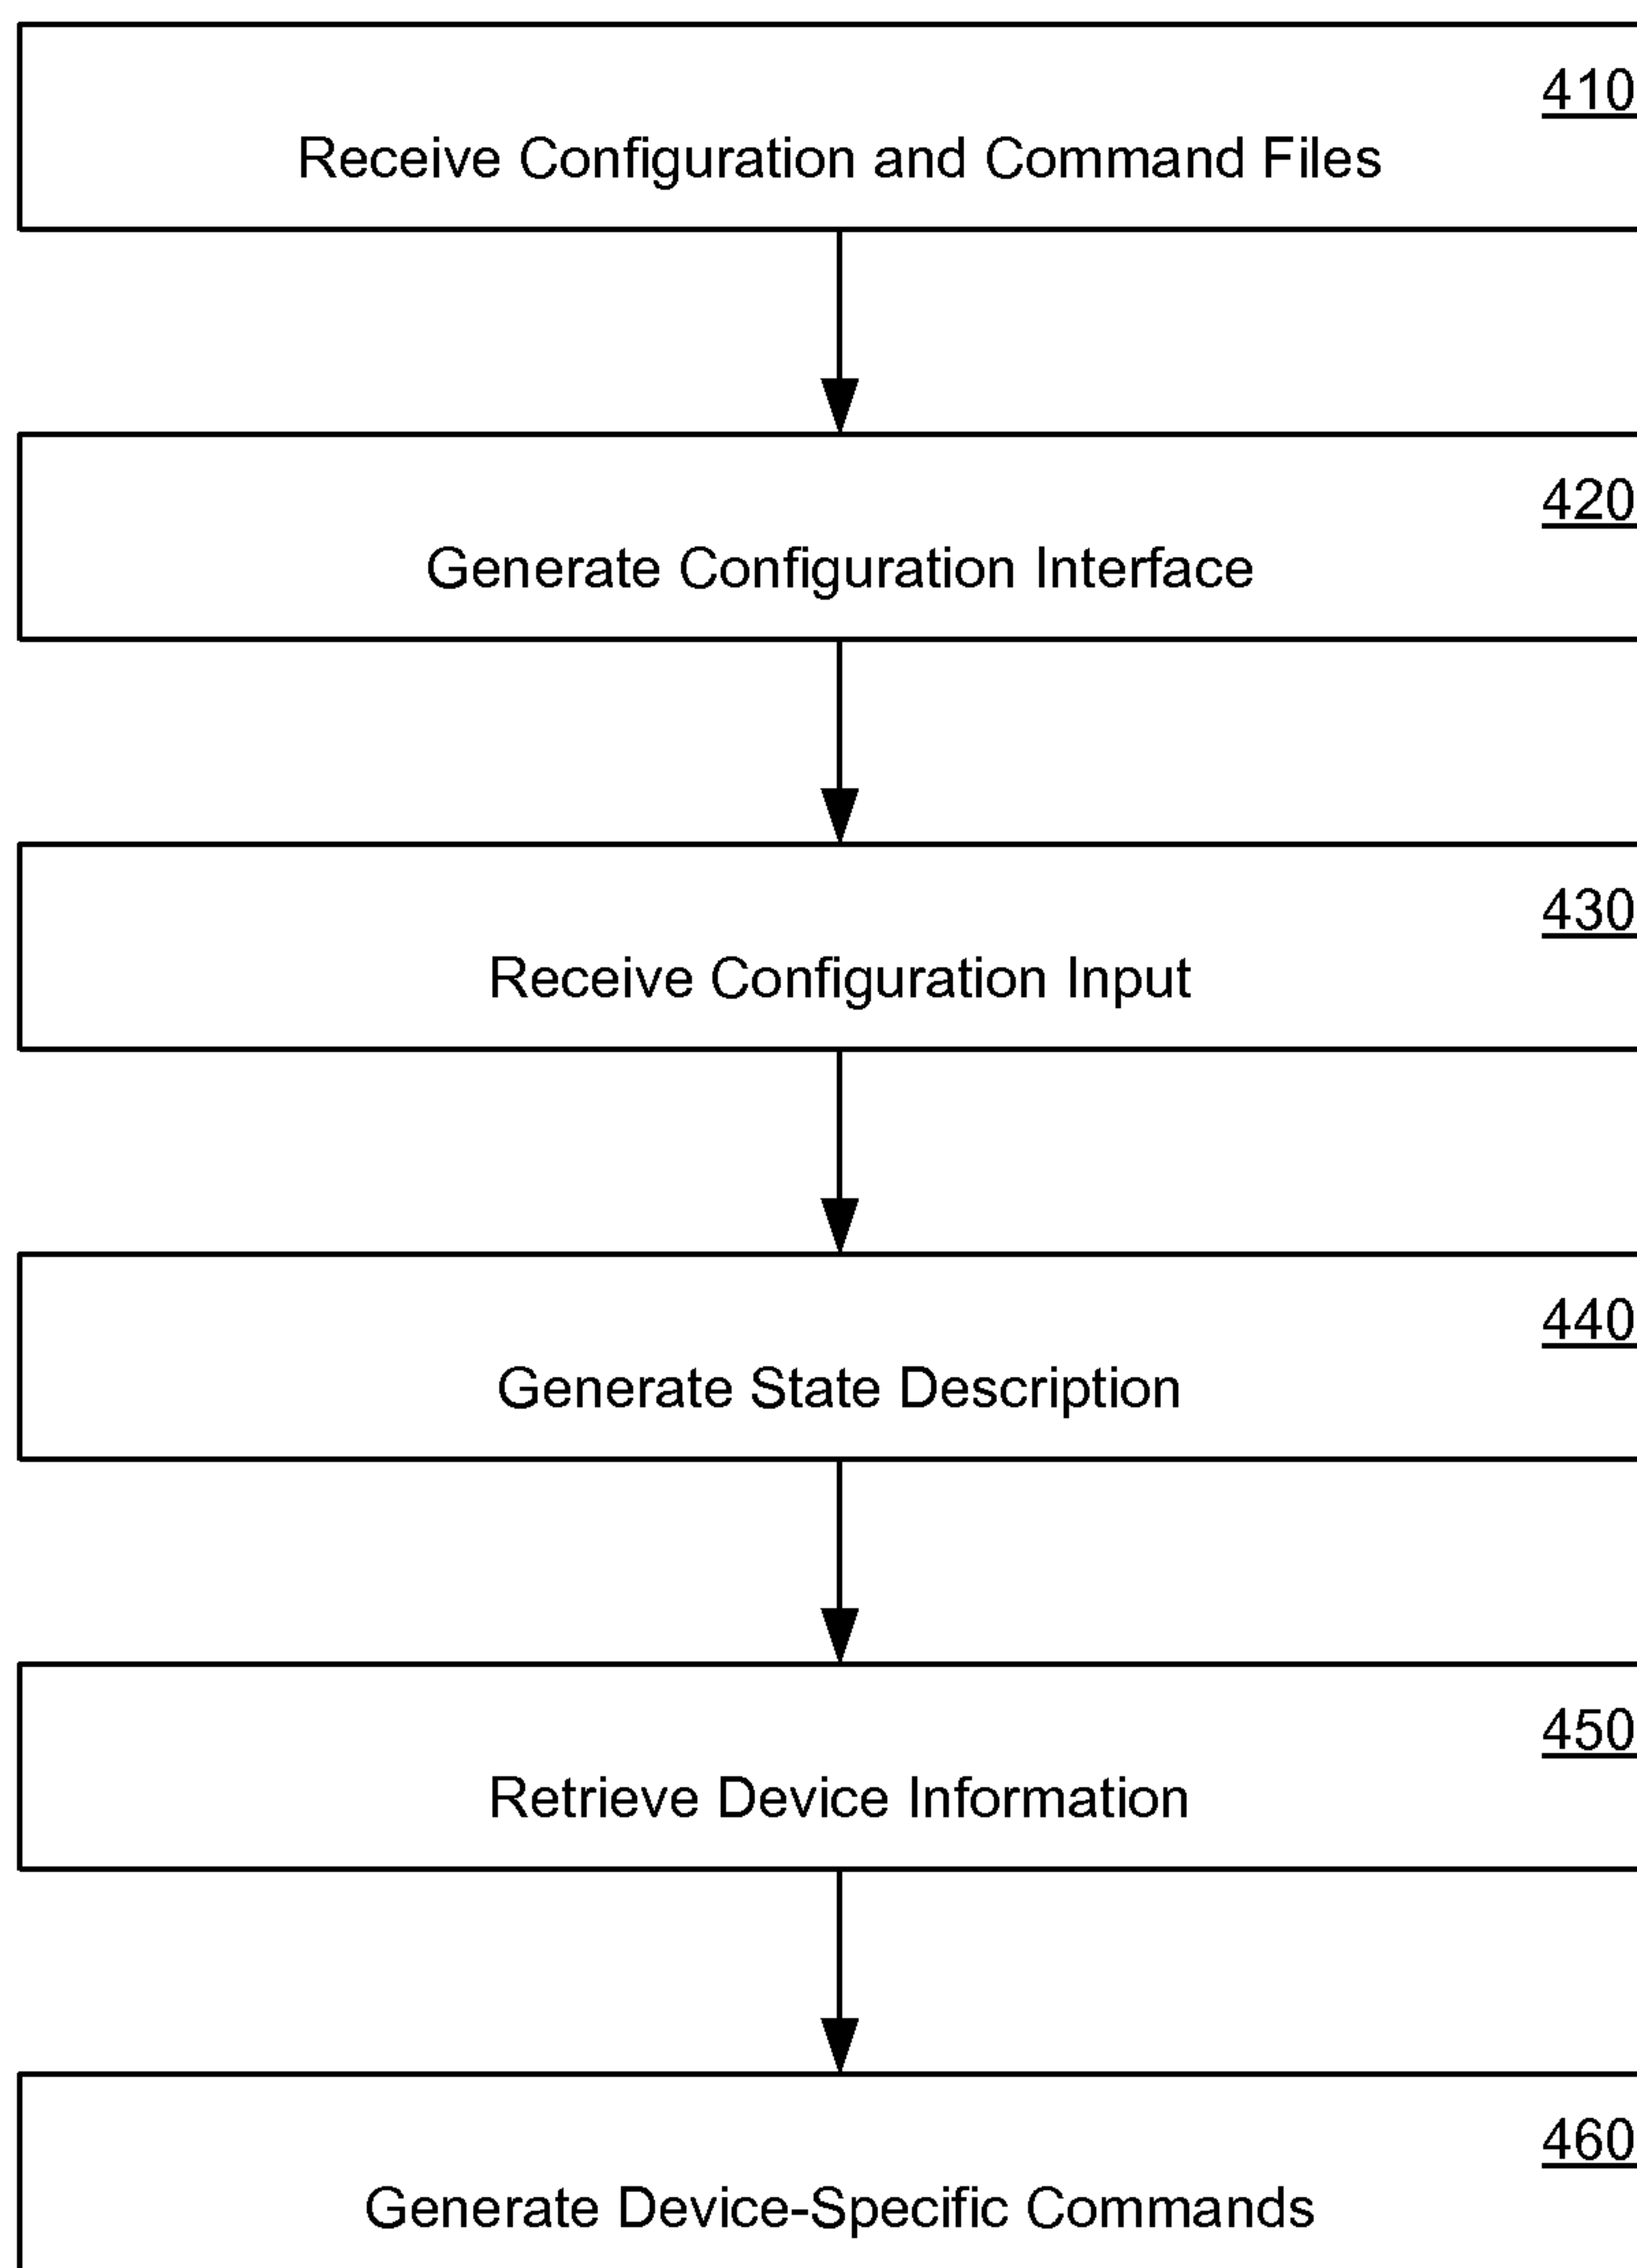 410
Receive Configuration and Command Files
420
Generate Configuration Interface
430
Receive Configuration Input
440
Generate State Description
450
Retrieve Device Information
460
Generate Device-Specific Commands